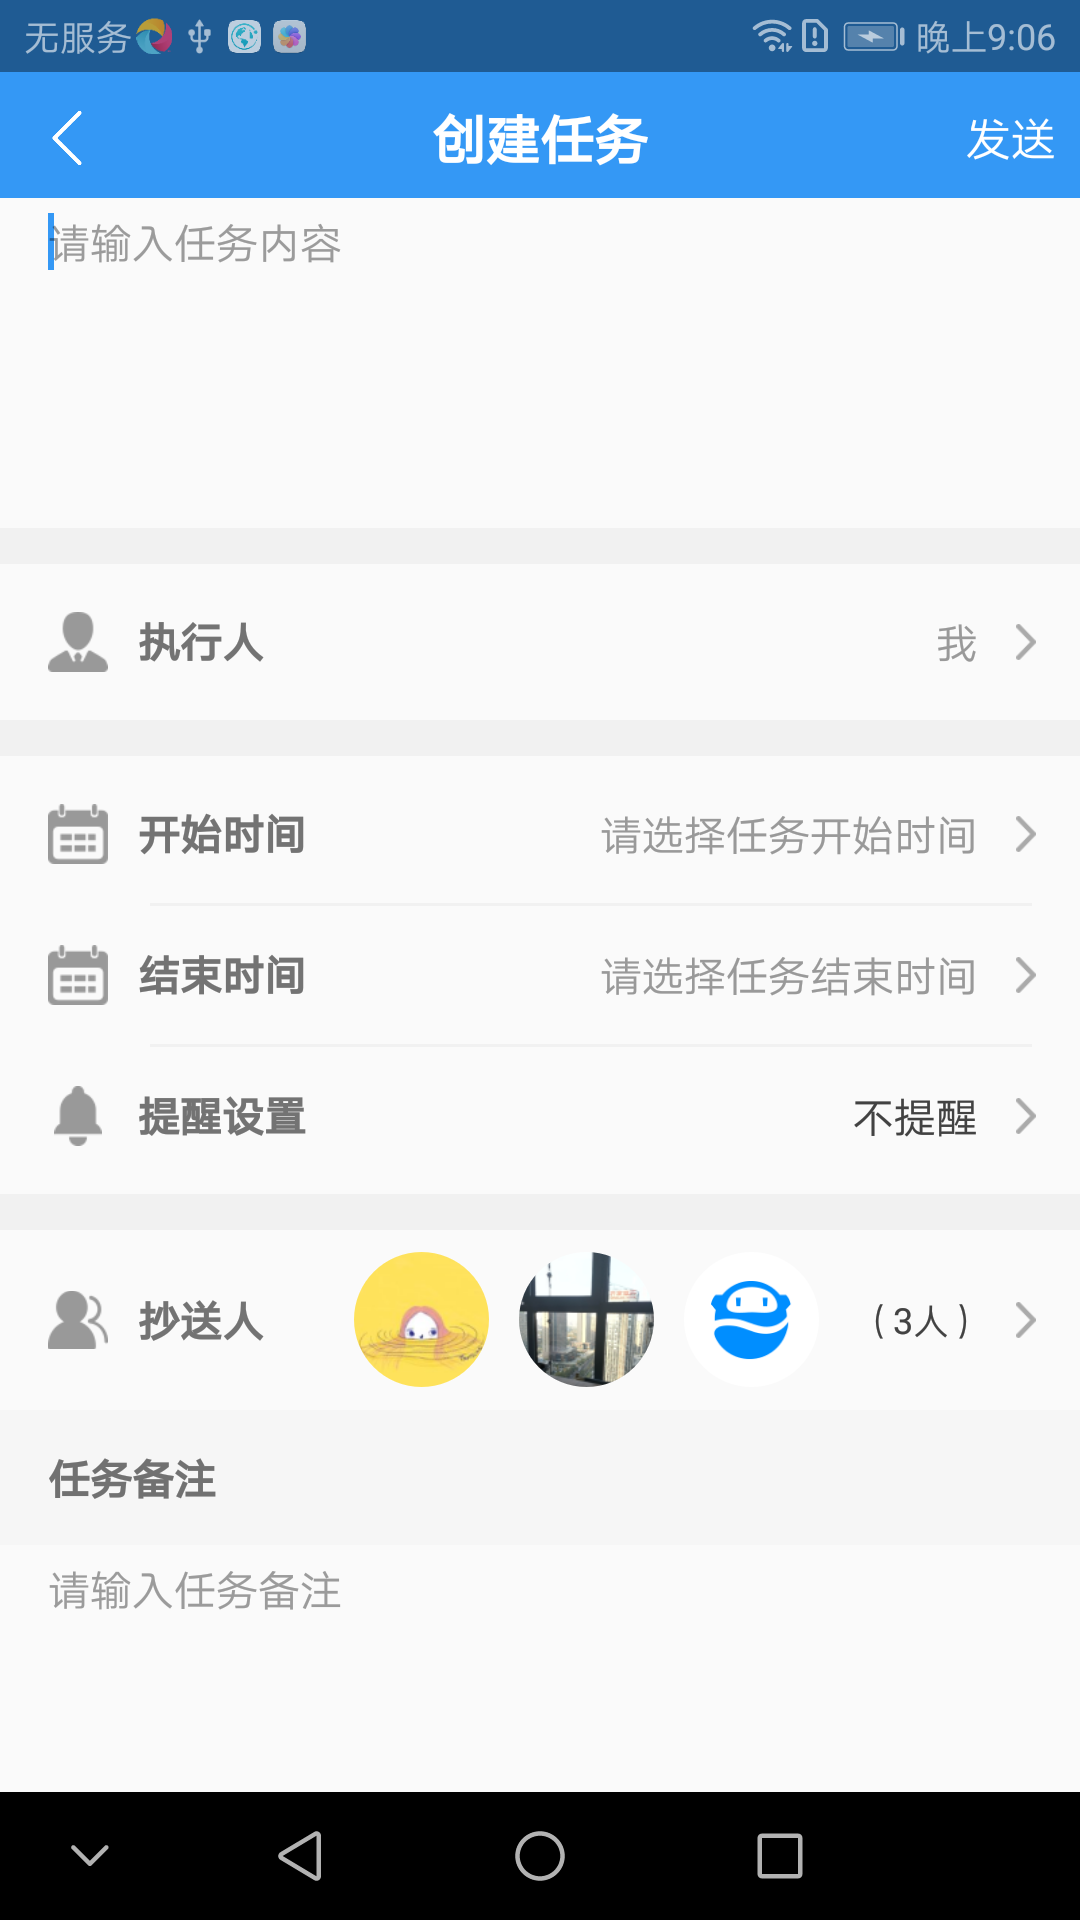 无服务 晚上9:06
创建任务 发送
请输入任务内容
执行人 我
开始时间 请选择任务开始时间
结束时间 请选择任务结束时间
提醒设置 不提醒
抄送人 (3人)
任务备注
请输入任务备注